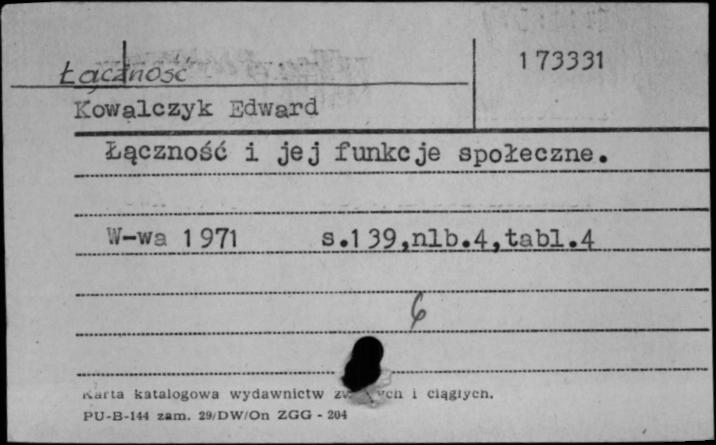 Łączność
173331
Kowalczyk Edward
Łączność i jej funkcje społeczne.
W-wa 1971 s.139,nlb.4,tabl.4
6
Karta katalogowa wydawnictw i ciągłych.
PU-B-144 zam. 29/DW/On ZGG - 204